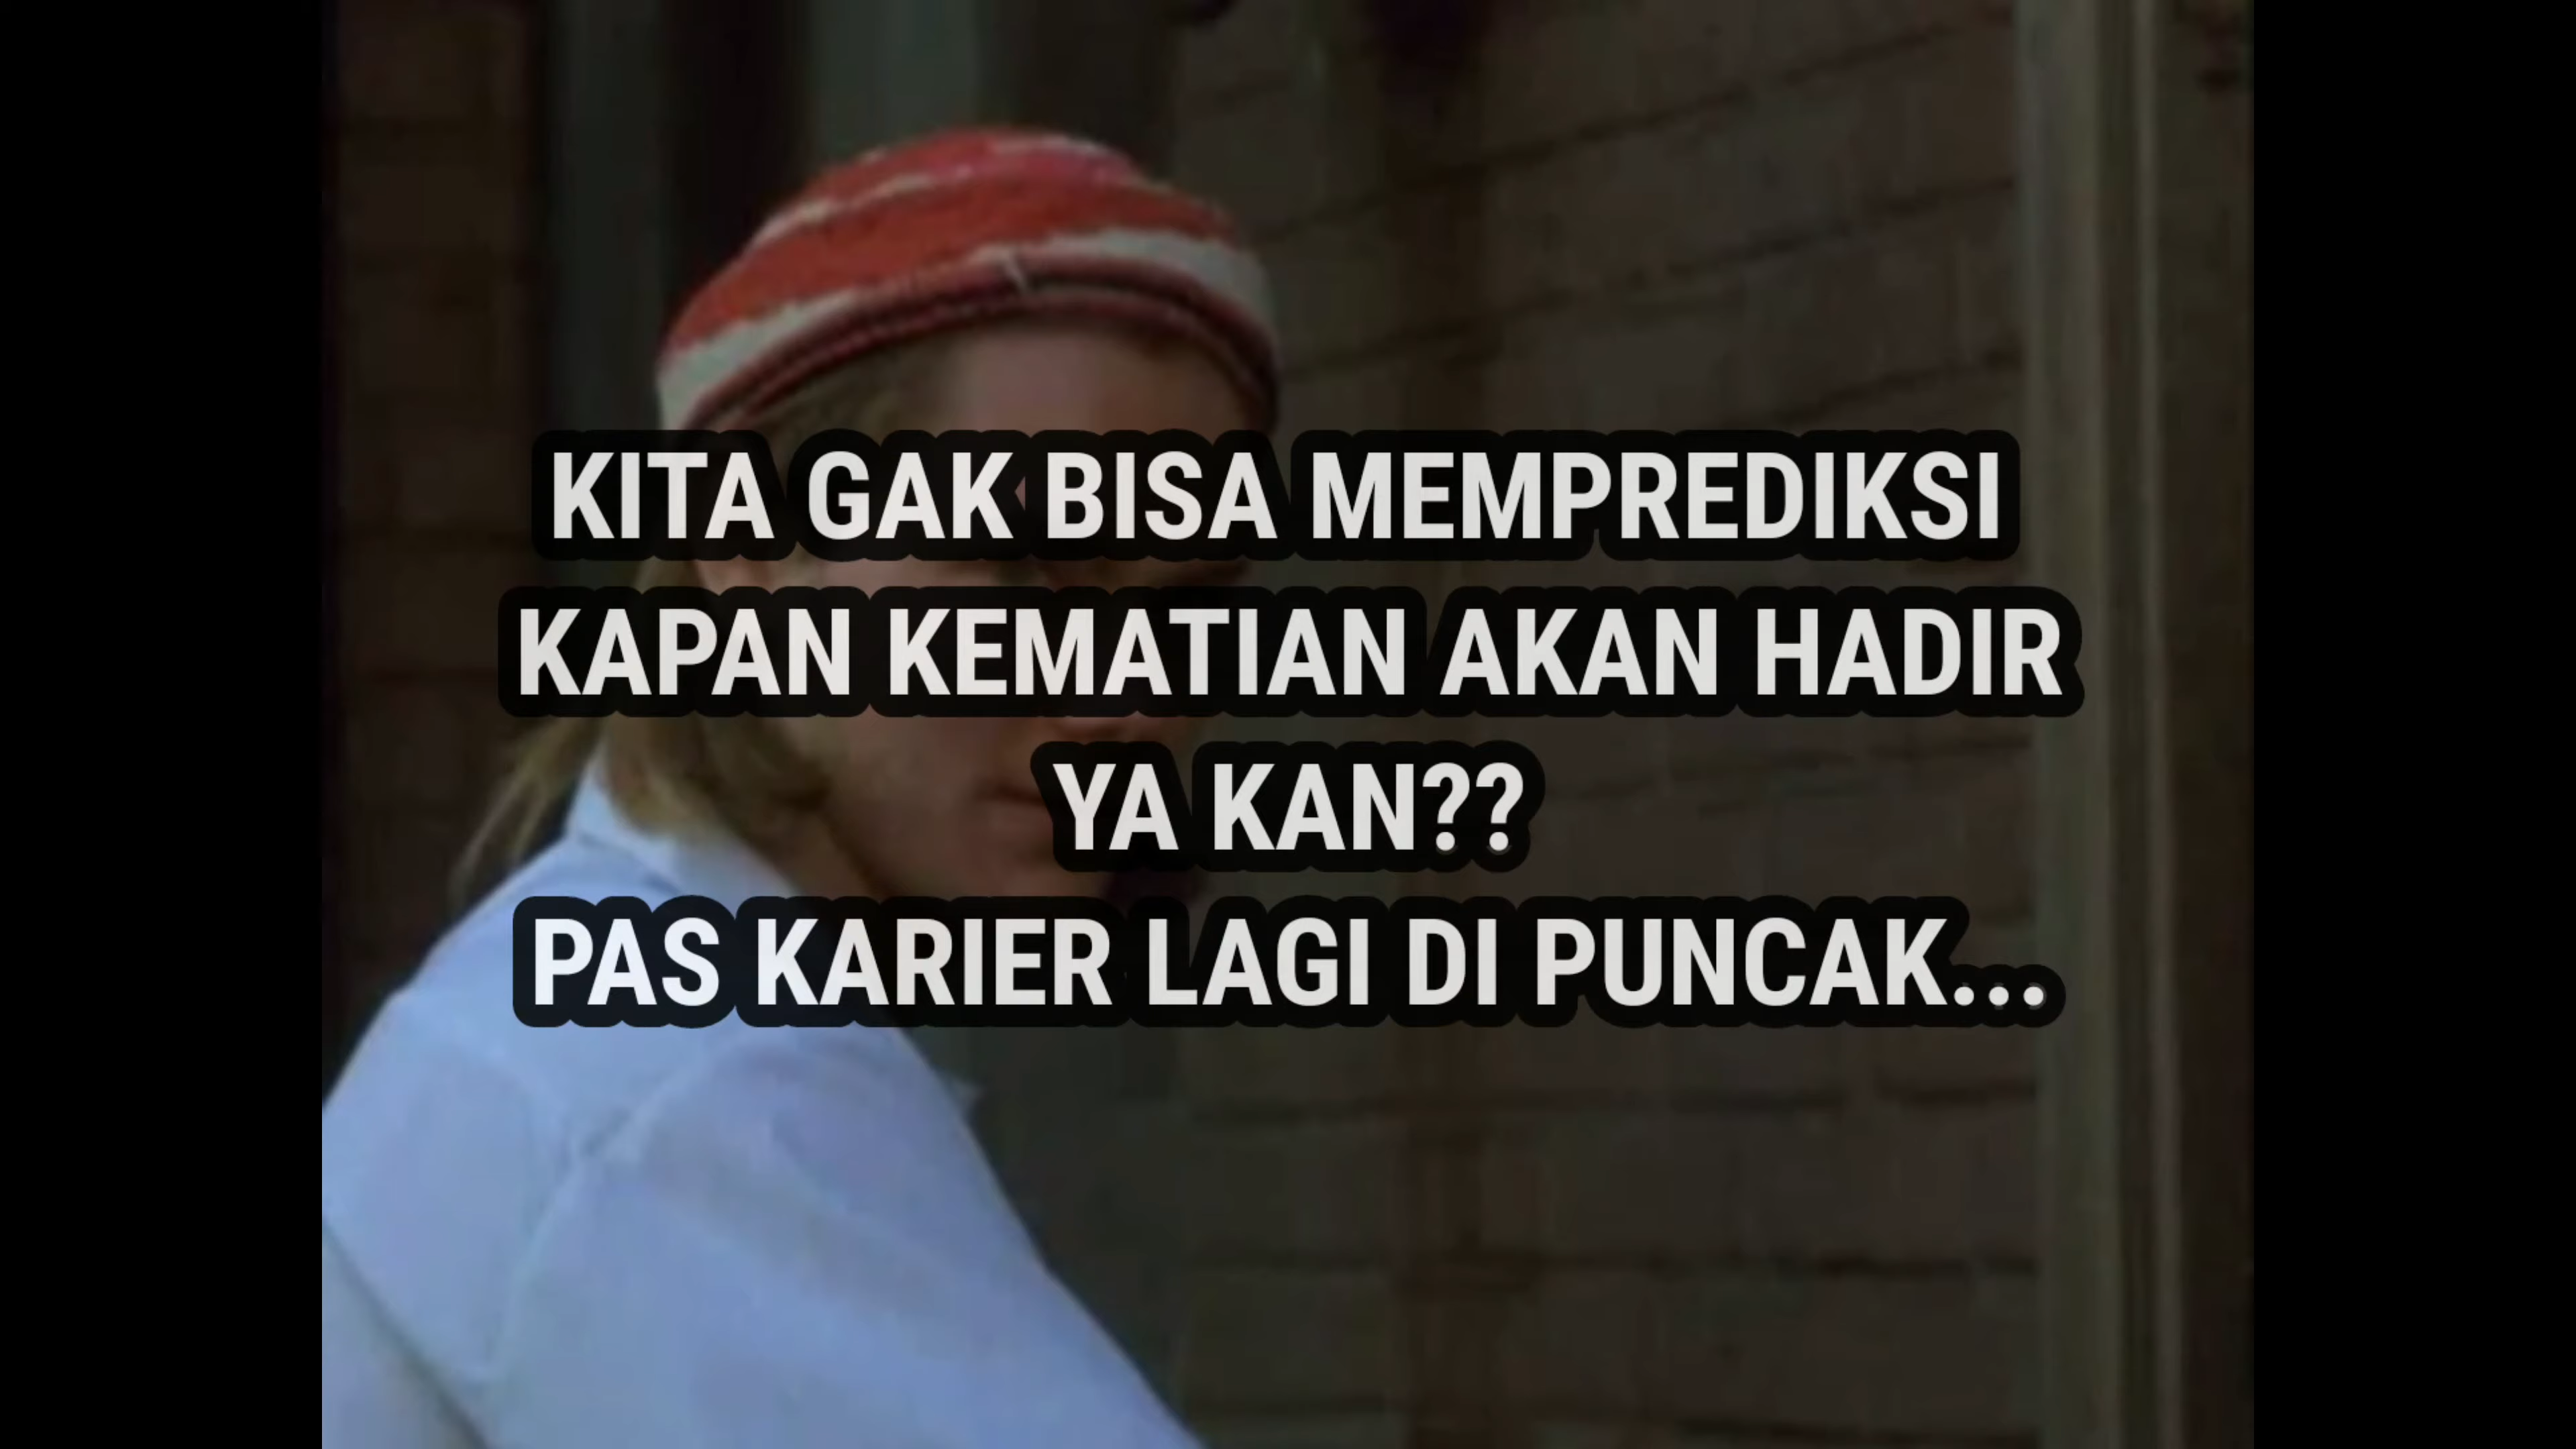 KITA GAK BISA MEMPREDIKSI
KAPAN KEMATIAN AKAN HADIR
YA KAN??
PAS KARIER LAGI DI PUNCAK...